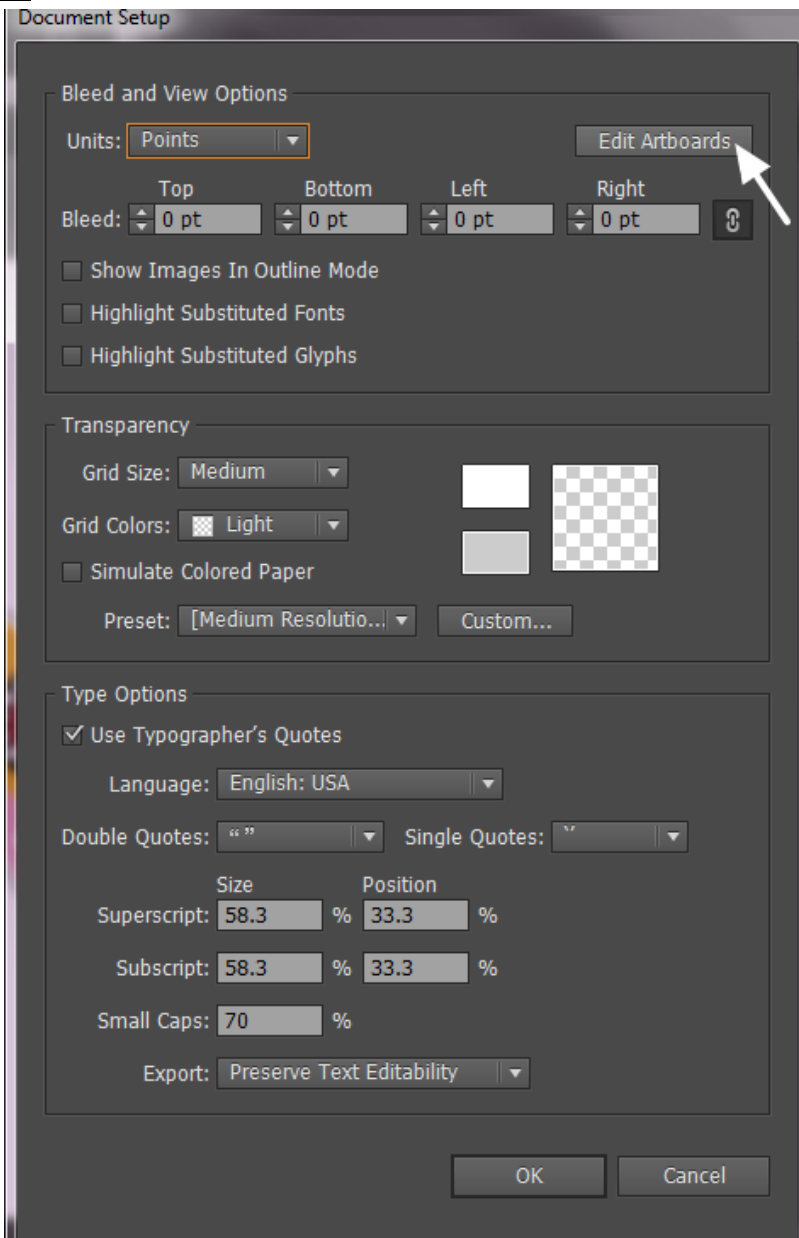 Document Setup
Bleed and View Options
Units: Points Edit Artboards
Top Bottom Left Right
Bleed: 0 pt 0 pt 0 pt 0 pt
Show Images In Outline Mode
Highlight Substituted Fonts
Highlight Substituted Glyphs
Transparency
Grid Size: Medium
Grid Colors: Light
Simulate Colored Paper
Preset: [Medium Resolutio... Custom...
Type Options
Use Typographer's Quotes
Language: English: USA
Double Quotes: “ ” Single Quotes: ‘’
Size Position
Superscript: 58.3 % 33.3 %
Subscript: 58.3 % 33.3 %
Small Caps: 70 %
Export: Preserve Text Editability
OK Cancel